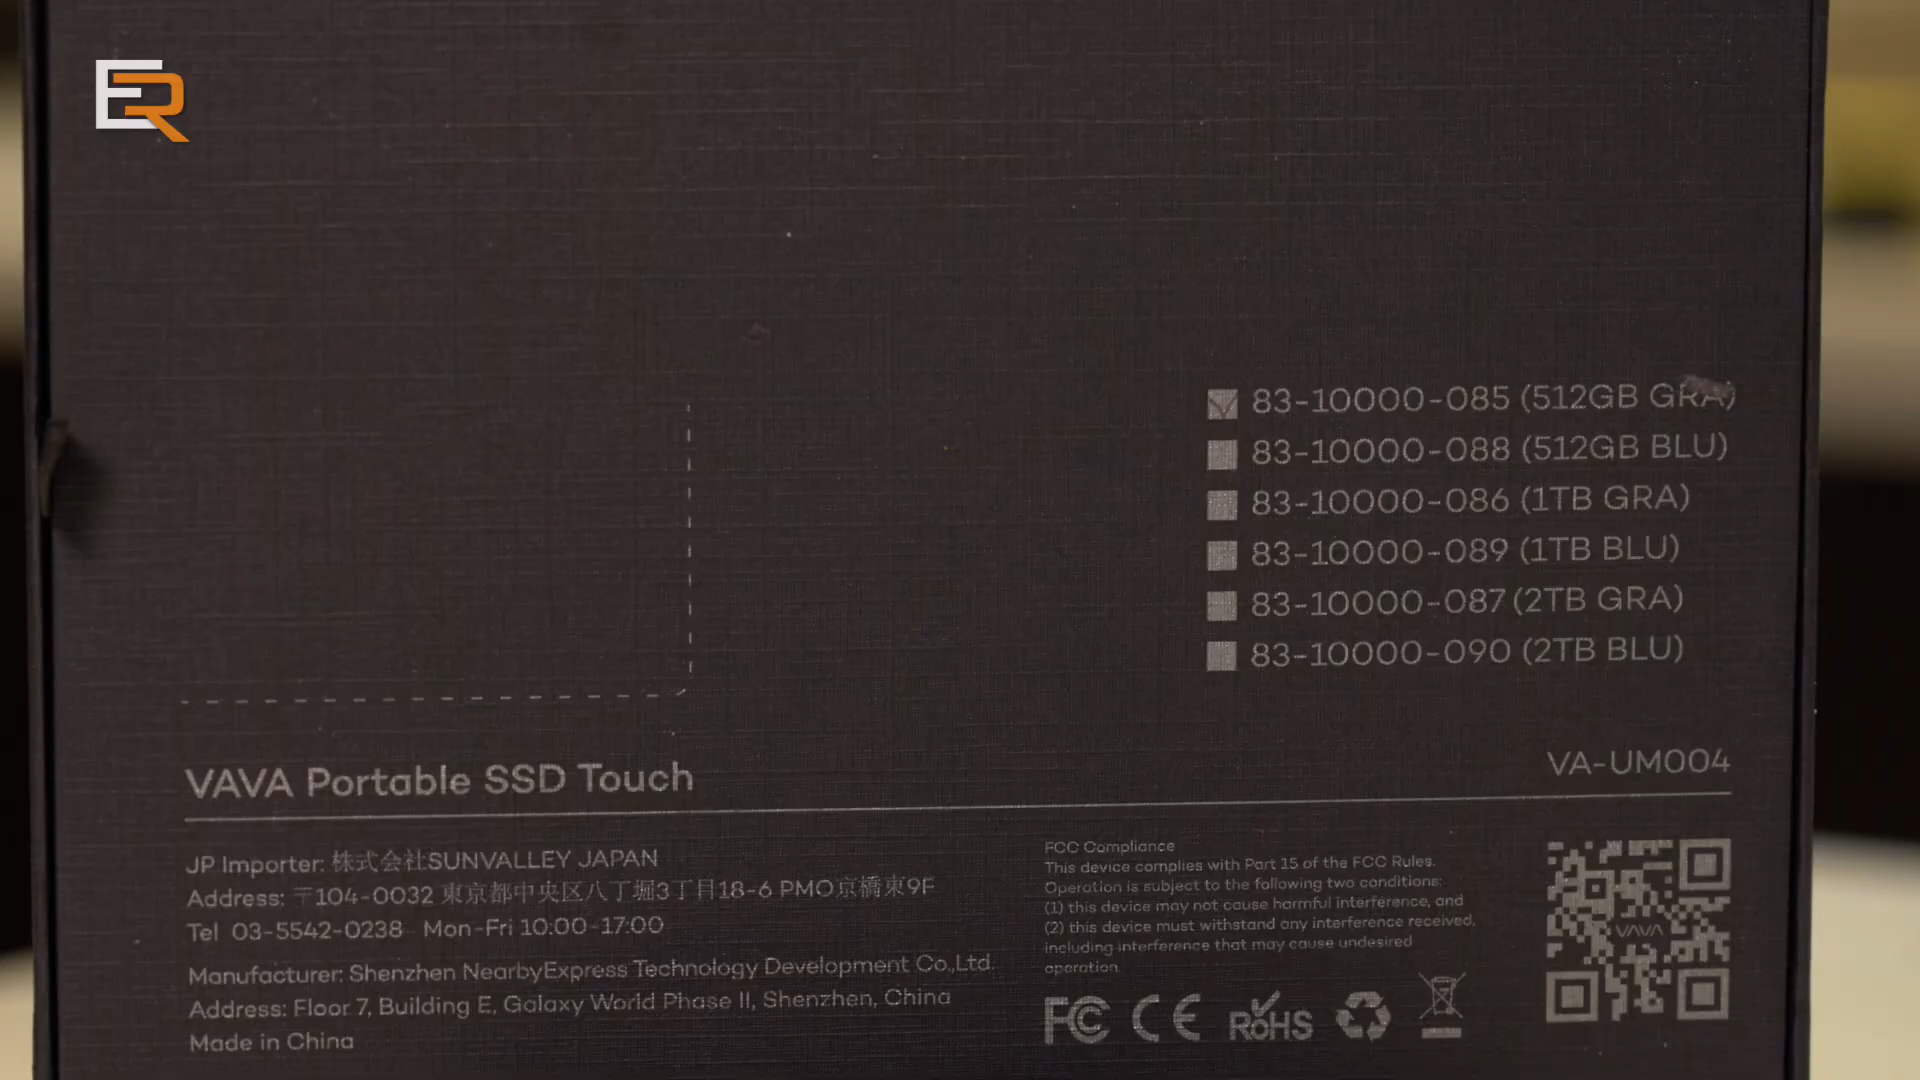 ER
83-10000-085 (512GB GRA)
83-10000-088 (512GB BLU)
83-10000-086 (1TB GRA)
83-10000-089 (1TB BLU)
83-10000-087 (2TB GRA)
83-10000-090 (2TB BLU)
VAVA Portable SSD Touch
VA-UM004
JP Importer: 株式会社SUNVALLEY JAPAN
Address: 〒104-0032 東京都中央区八丁堀3丁目18-6 PMO京橋東9F
Tel 03-5542-0238 Mon-Fri 10:00-17:00
Manufacturer: Shenzhen NearbyExpress Technology Development Co.,Ltd.
Address: Floor 7, Building E, Galaxy World Phase II, Shenzhen, China
Made in China
FCC Compliance
This device complies with Part 15 of the FCC Rules.
Operation is subject to the following two conditions:
(1) this device may not cause harmful interference, and
(2) this device must withstand any interference received,
including interference that may cause undesired
operation.
FC CE RoHS
VAVA